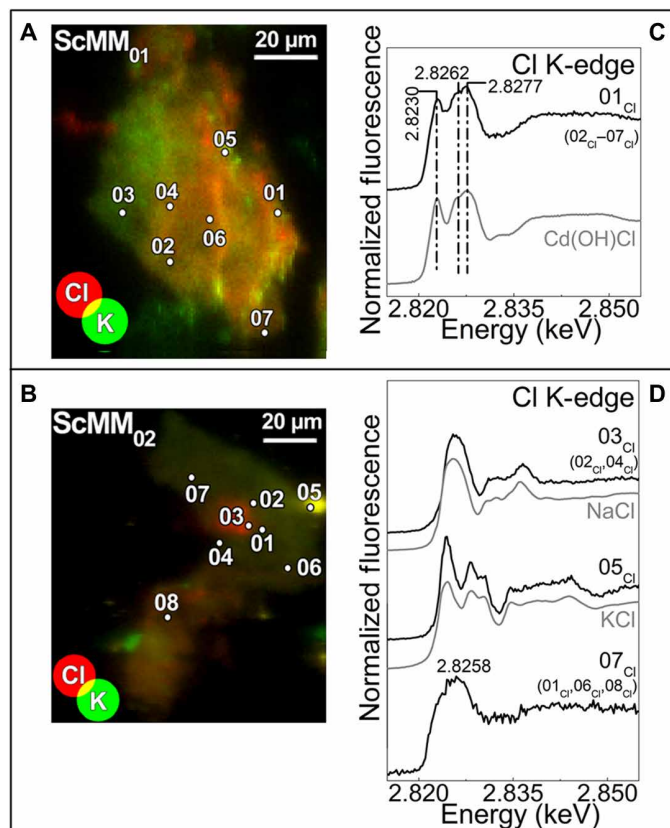 A
ScMM01
20 µm
05
03
04
01
06
02
07
Cl
K
C
Cl K-edge
2.8230
2.8262
2.8277
01Cl
(02Cl–07Cl)
Cd(OH)Cl
Normalized fluorescence
2.820 2.835 2.850
Energy (keV)
B
ScMM02
20 µm
07
02
05
03
01
04
06
08
Cl
K
D
Cl K-edge
03Cl
(02Cl,04Cl)
NaCl
05Cl
KCl
2.8258
07Cl
(01Cl,06Cl,08Cl)
Normalized fluorescence
2.820 2.835 2.850
Energy (keV)